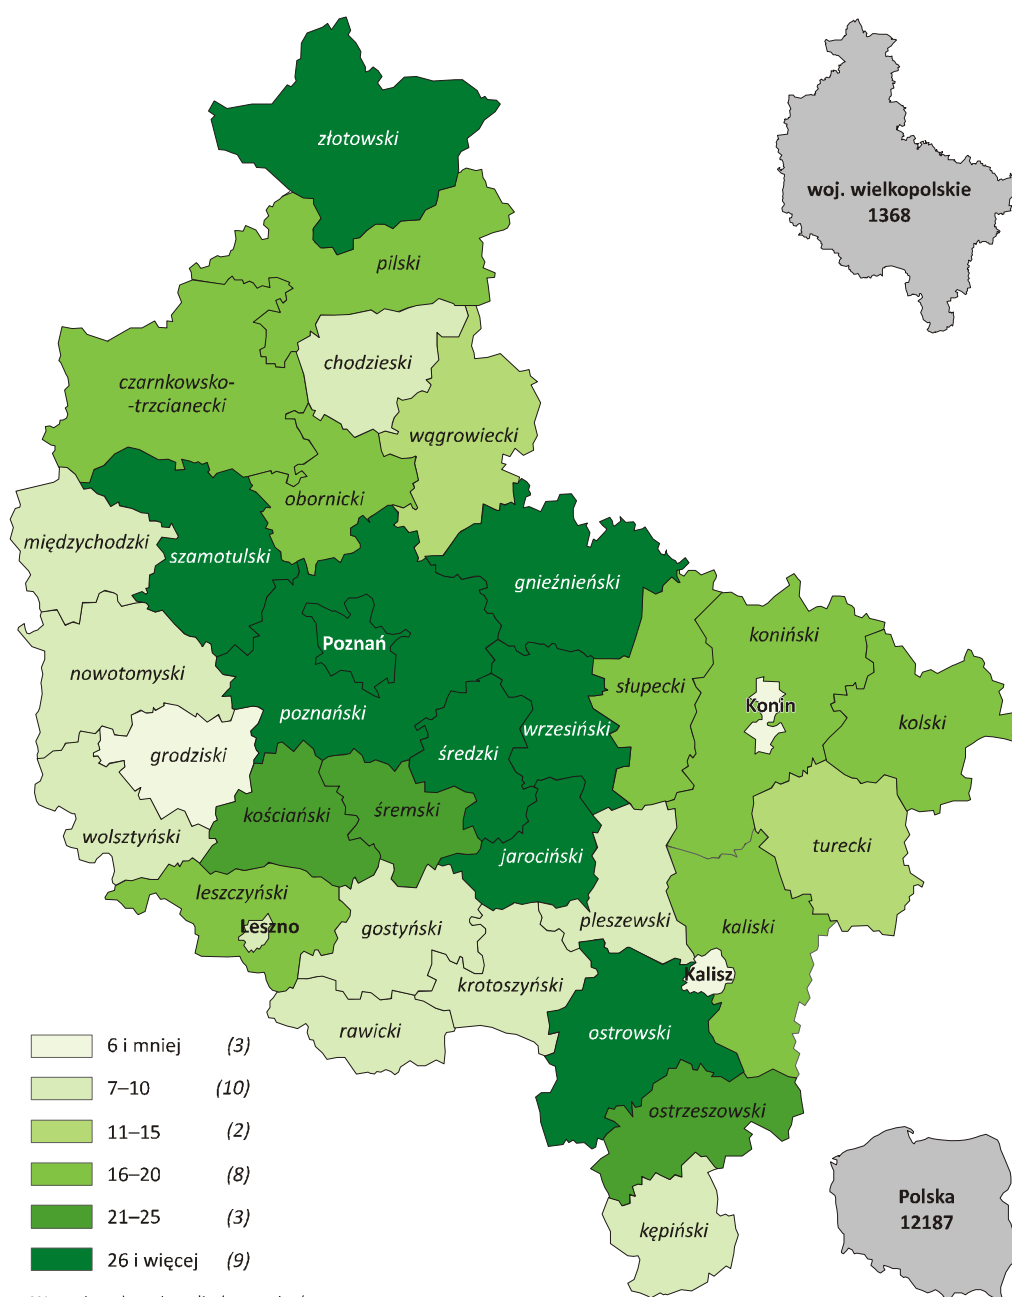 złotowski
woj. wielkopolskie
1368
pilski
chodzieski
czarnkowsko-
-trzcianecki
wągrowiecki
obornicki
międzychodzki
szamotulski
gnieźnieński
Poznań
koniński
nowotomyski
słupecki
Konin
poznański
wrzesiński
kolski
grodziski
średzki
kościański
śremski
wolsztyński
turecki
jarociński
leszczyński
Leszno
gostyński
pleszewski
kaliski
Kalisz
krotoszyński
rawicki
ostrowski
6 i mniej (3)
7–10 (10)
ostrzeszowski
11–15 (2)
16–20 (8)
Polska
12187
21–25 (3)
kępiński
26 i więcej (9)